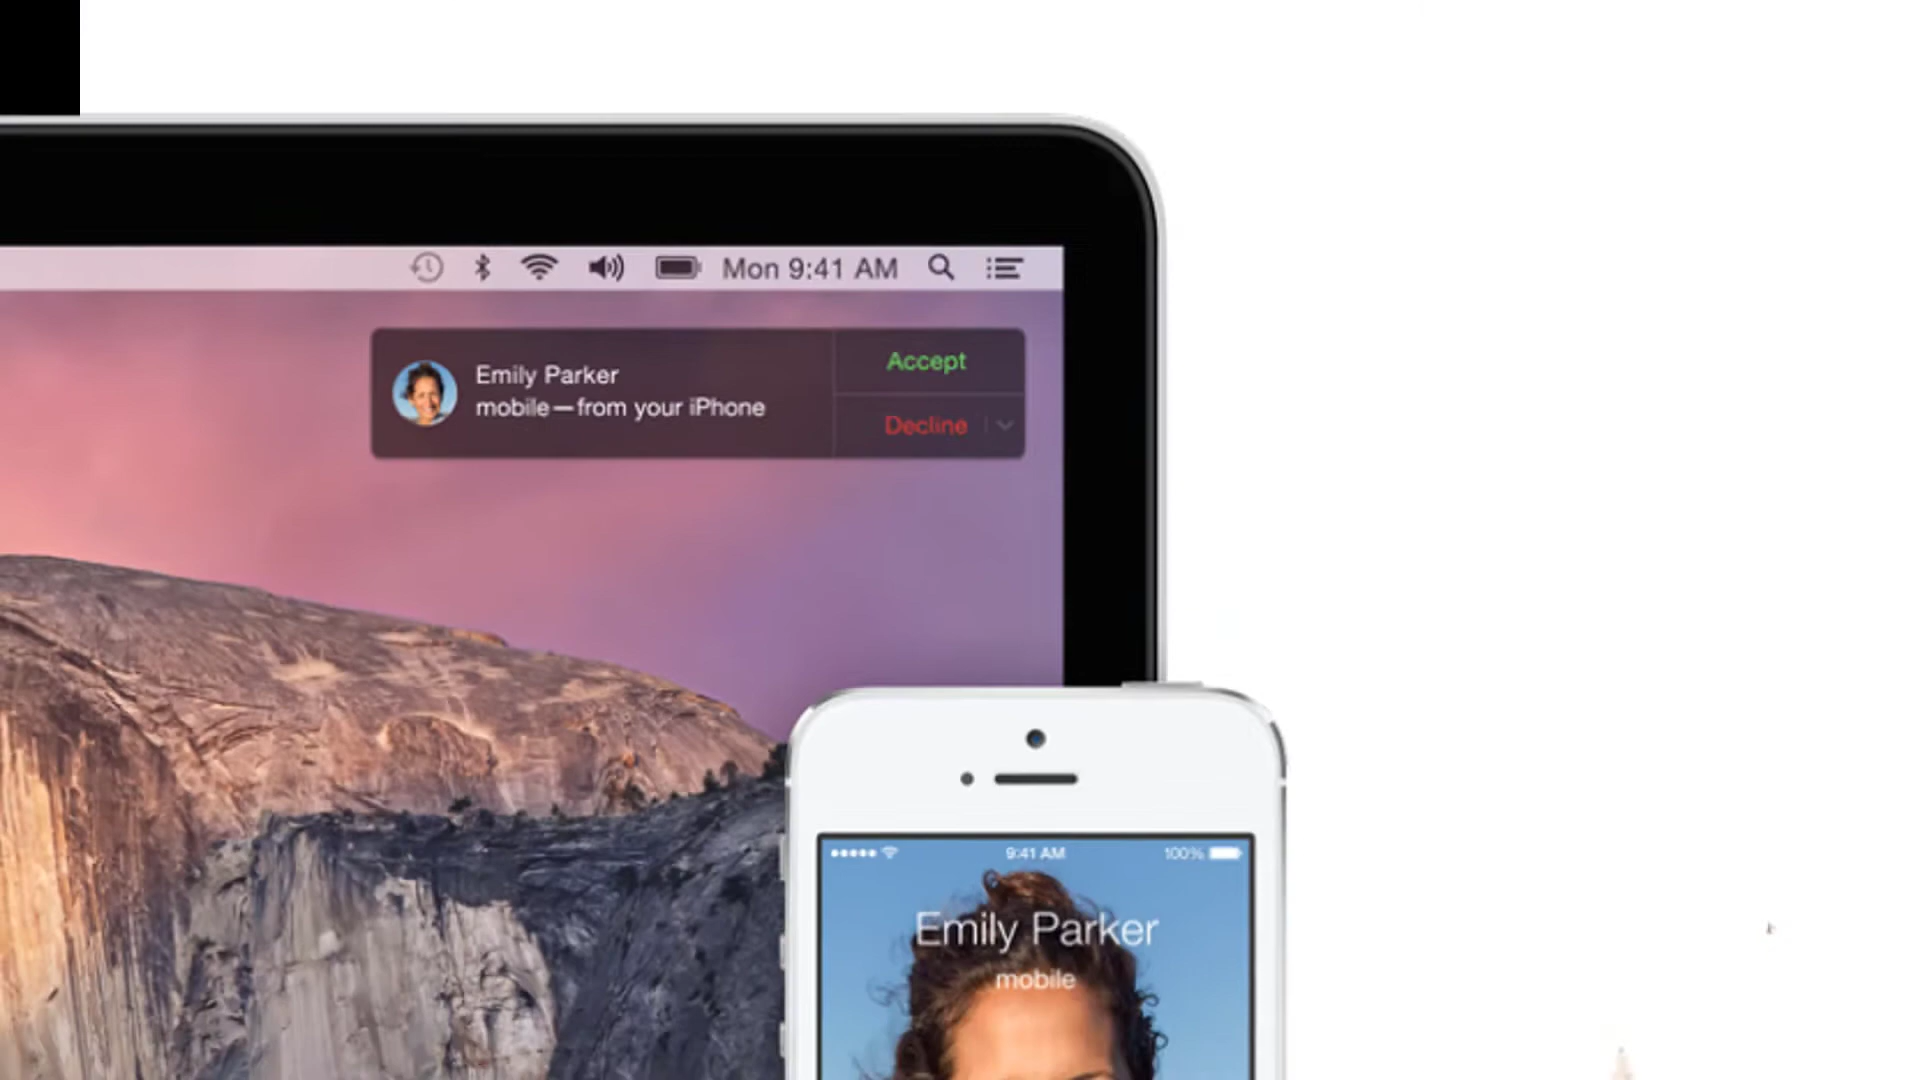 Mon 9:41 AM
Emily Parker
mobile—from your iPhone
Accept
Decline
9:41 AM
100%
Emily Parker
mobile